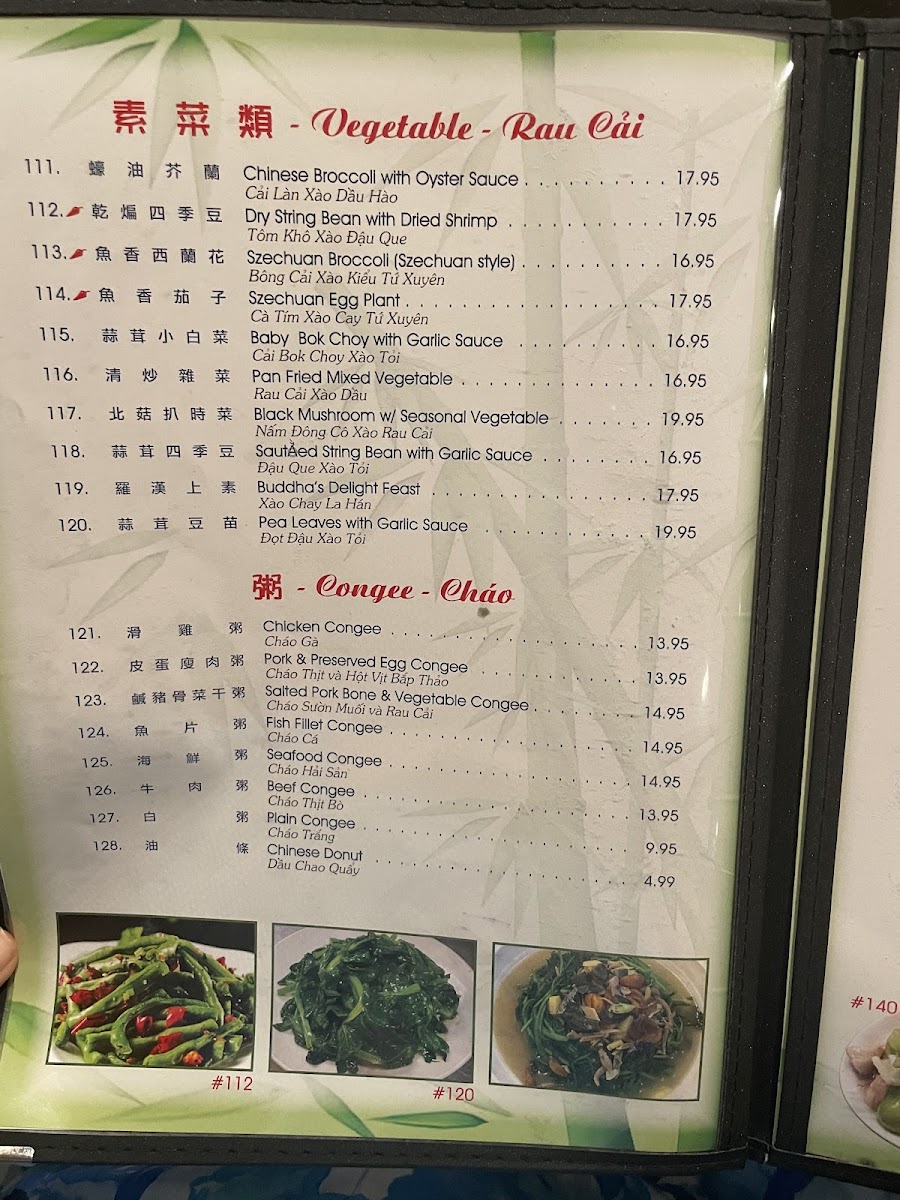 素菜類 - Vegetable - Rau Cải
111. 蠔油芥蘭 Chinese Broccoli with Oyster Sauce . . . . . . . . . . 17.95
Cải Làn Xào Dầu Hào
112. 乾煸四季豆 Dry String Bean with Dried Shrimp . . . . . . . . . . . 17.95
Tôm Khô Xào Đậu Que
113. 魚香西蘭花 Szechuan Broccoli (Szechuan style) . . . . . . . . . . 16.95
Bông Cải Xào Kiểu Tứ Xuyên
114. 魚香茄子 Szechuan Egg Plant . . . . . . . . . . . . . . . . . . . 17.95
Cà Tím Xào Cay Tứ Xuyên
115. 蒜茸小白菜 Baby Bok Choy with Garlic Sauce . . . . . . . . . . 16.95
Cải Bok Choy Xào Tỏi
116. 清炒雜菜 Pan Fried Mixed Vegetable . . . . . . . . . . . . . . 16.95
Rau Cải Xào Dầu
117. 北菇扒時菜 Black Mushroom w/ Seasonal Vegetable . . . . . . . . 19.95
Nấm Đông Cô Xào Rau Cải
118. 蒜茸四季豆 SautÅed String Bean with Garlic Sauce . . . . . . . . 16.95
Đậu Que Xào Tỏi
119. 羅漢上素 Buddha's Delight Feast . . . . . . . . . . . . . . . . 17.95
Xào Chay La Hán
120. 蒜茸豆苗 Pea Leaves with Garlic Sauce . . . . . . . . . . . . 19.95
Đọt Đậu Xào Tỏi
粥 - Congee - Cháo
121. 滑雞粥 Chicken Congee . . . . . . . . . . . . . . . . . . . . 13.95
Cháo Gà
122. 皮蛋廋肉粥 Pork & Preserved Egg Congee . . . . . . . . . . . . 13.95
Cháo Thịt và Hột Vịt Bấp Thảo
123. 鹹豬骨菜干粥 Salted Pork Bone & Vegetable Congee . . . . . . . . 14.95
Cháo Sườn Muối và Rau Cải
124. 魚片粥 Fish Fillet Congee . . . . . . . . . . . . . . . . . . . 14.95
Cháo Cá
125. 海鮮粥 Seafood Congee . . . . . . . . . . . . . . . . . . . 14.95
Cháo Hải Sản
126. 牛肉粥 Beef Congee . . . . . . . . . . . . . . . . . . . . . 13.95
Cháo Thịt Bò
127. 白粥 Plain Congee . . . . . . . . . . . . . . . . . . . . . 9.95
Cháo Trắng
128. 油條 Chinese Donut . . . . . . . . . . . . . . . . . . . . 4.99
Dầu Chao Quẩy
#112
#120
#140